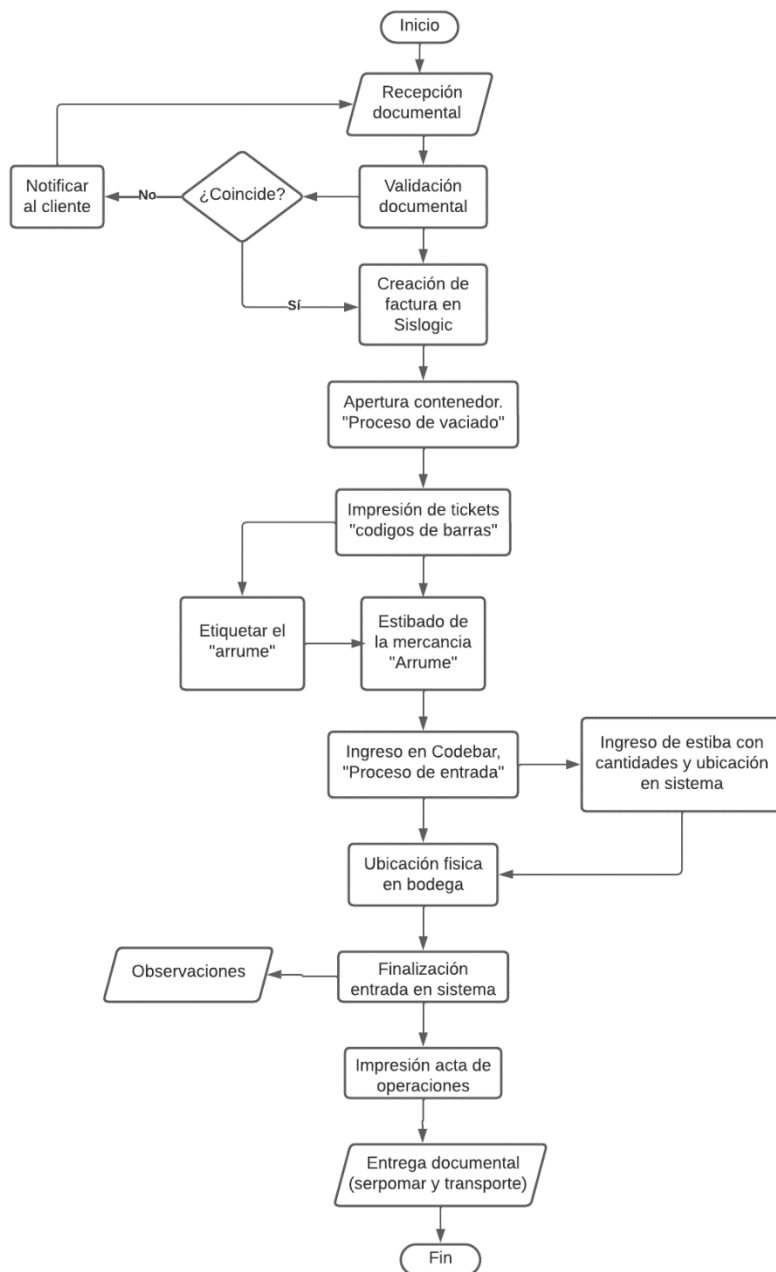 Inicio
Recepción
documental
Notificar
al cliente
No
¿Coincide?
Validación
documental
Sí
Creación de
factura en
Sislogic
Apertura contenedor.
"Proceso de vaciado"
Impresión de tickets
"codigos de barras"
Etiquetar el
"arrume"
Estibado de
la mercancia
"Arrume"
Ingreso en Codebar,
"Proceso de entrada"
Ingreso de estiba con
cantidades y ubicación
en sistema
Ubicación fisica
en bodega
Observaciones
Finalización
entrada en sistema
Impresión acta de
operaciones
Entrega documental
(serpomar y transporte)
Fin